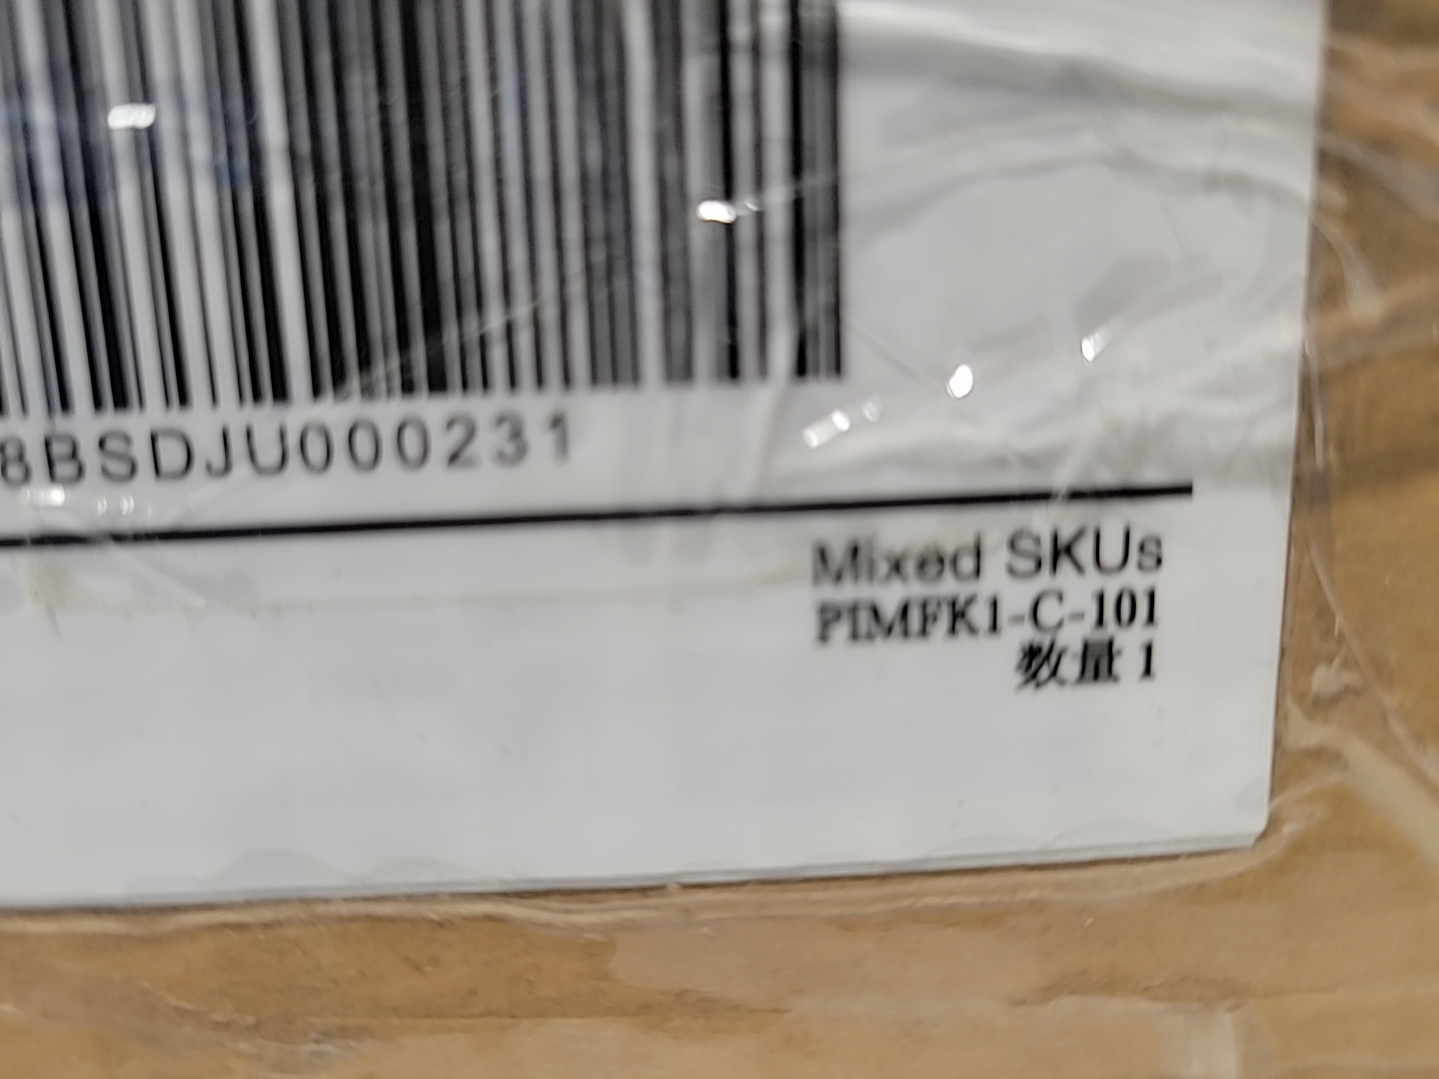 8BSDJU000231
Mixed SKUs
PIMFK1-C-101
数量 1